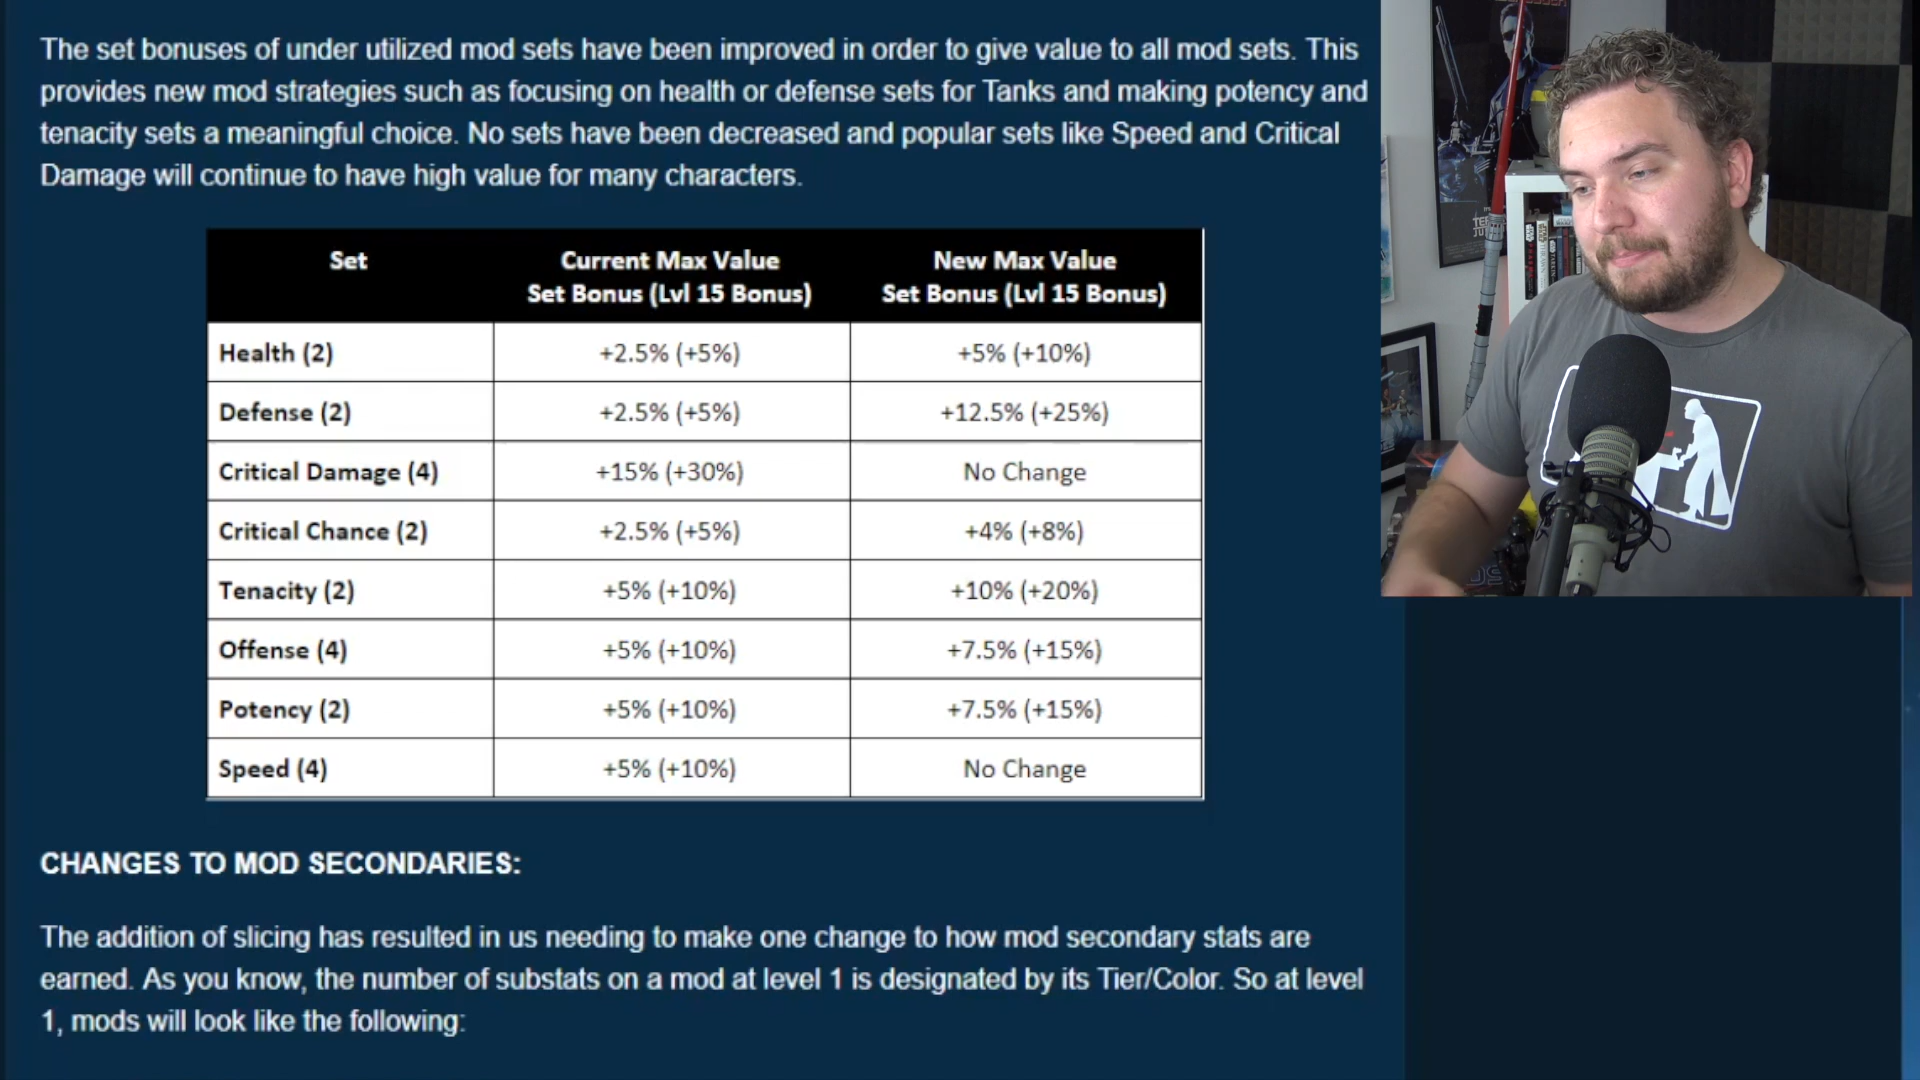 The set bonuses of under utilized mod sets have been improved in order to give value to all mod sets. This
provides new mod strategies such as focusing on health or defense sets for Tanks and making potency and
tenacity sets a meaningful choice. No sets have been decreased and popular sets like Speed and Critical
Damage will continue to have high value for many characters.
Set Current Max Value Set Bonus (Lvl 15 Bonus) New Max Value Set Bonus (Lvl 15 Bonus)
Health (2) +2.5% (+5%) +5% (+10%)
Defense (2) +2.5% (+5%) +12.5% (+25%)
Critical Damage (4) +15% (+30%) No Change
Critical Chance (2) +2.5% (+5%) +4% (+8%)
Tenacity (2) +5% (+10%) +10% (+20%)
Offense (4) +5% (+10%) +7.5% (+15%)
Potency (2) +5% (+10%) +7.5% (+15%)
Speed (4) +5% (+10%) No Change
CHANGES TO MOD SECONDARIES:
The addition of slicing has resulted in us needing to make one change to how mod secondary stats are
earned. As you know, the number of substats on a mod at level 1 is designated by its Tier/Color. So at level
1, mods will look like the following: